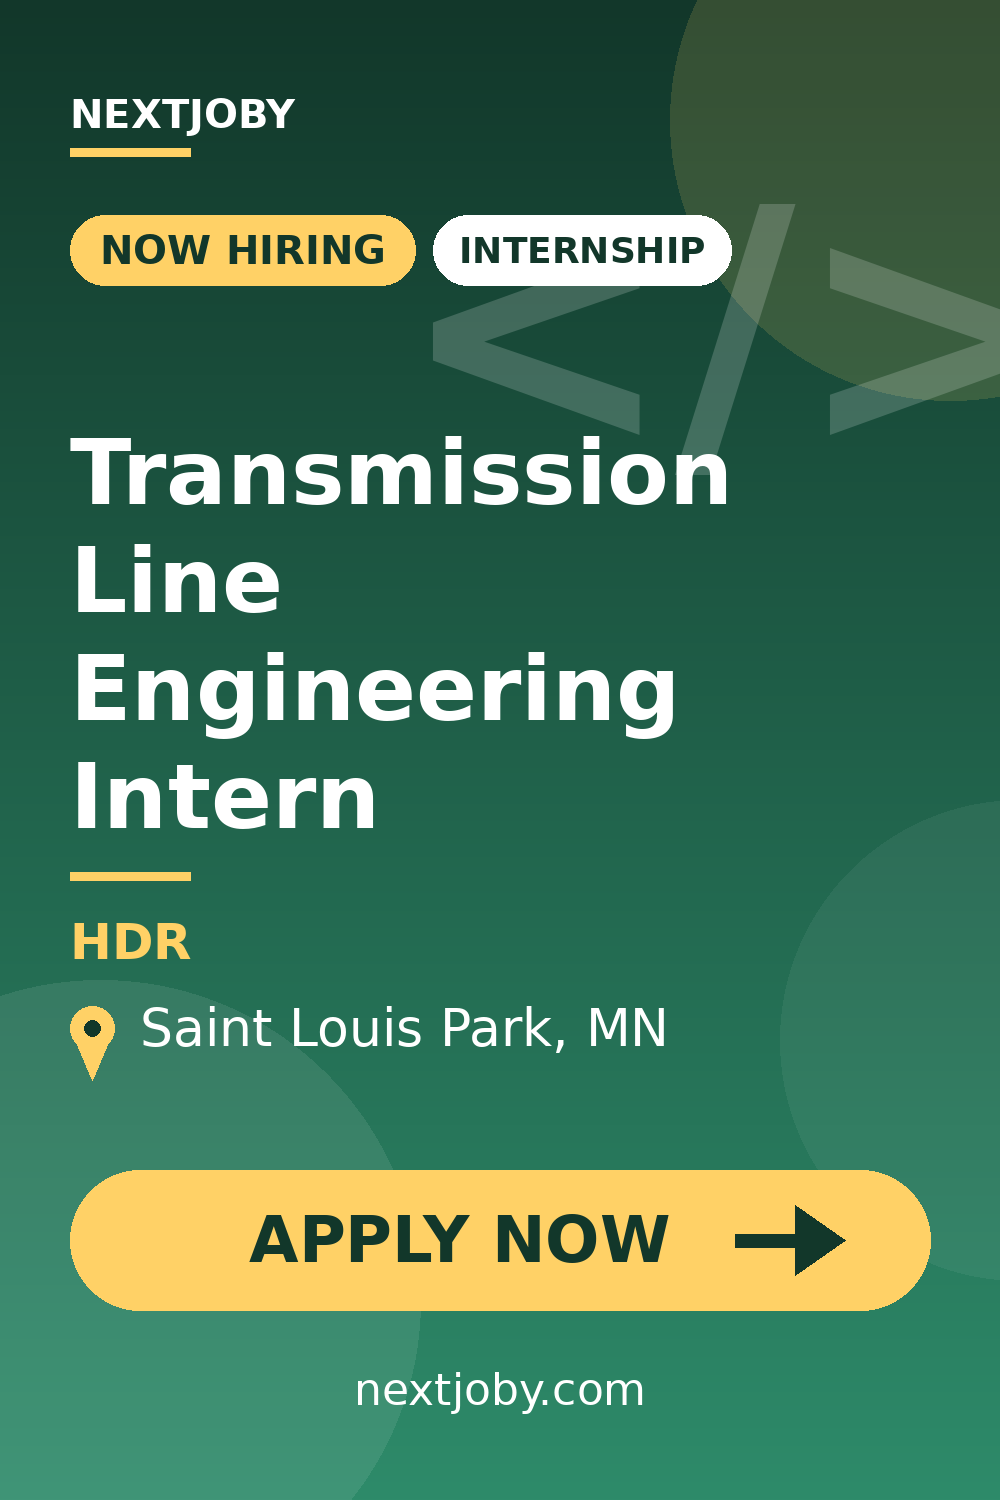 NEXTJOBY
NOW HIRING
INTERNSHIP
</>
Transmission
Line
Engineering
Intern
HDR
Saint Louis Park, MN
APPLY NOW
nextjoby.com